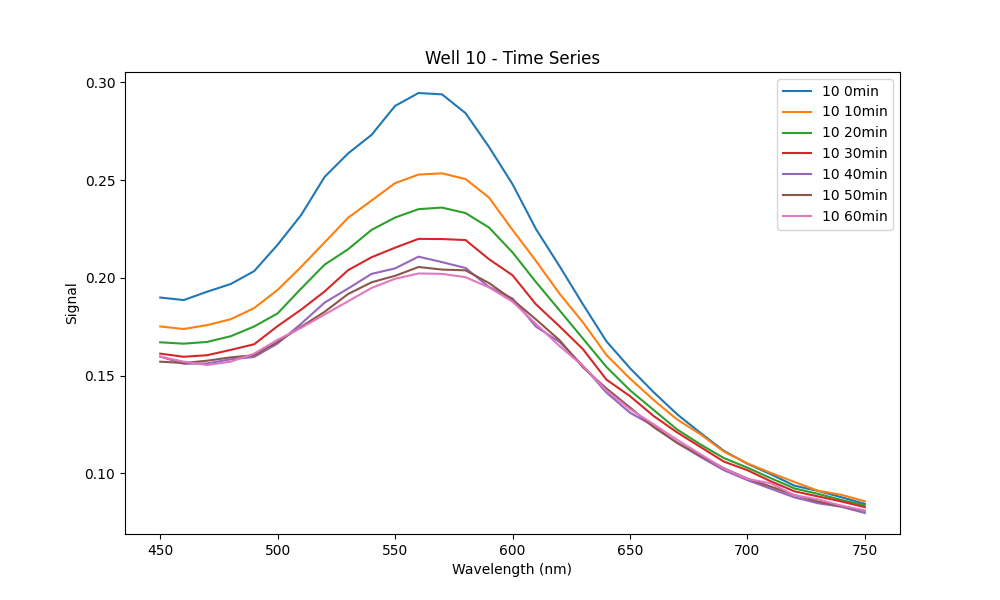 Well 10 - Time Series
10 0min
10 10min
10 20min
10 30min
10 40min
10 50min
10 60min
Signal
0.30
0.25
0.20
0.15
0.10
450 500 550 600 650 700 750
Wavelength (nm)